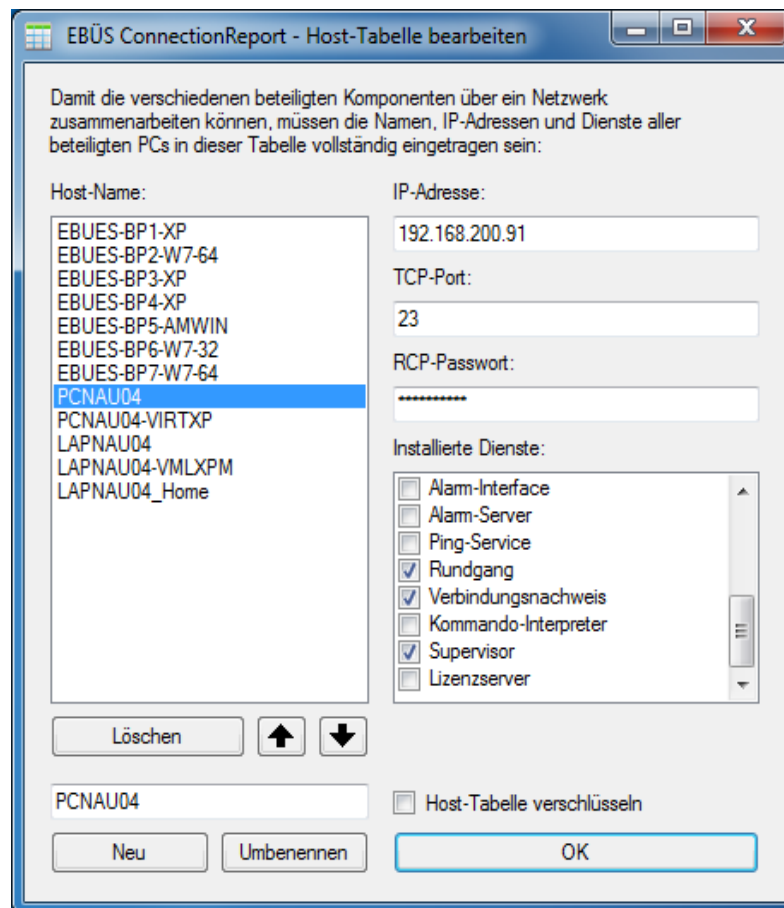 EBÜS ConnectionReport - Host-Tabelle bearbeiten
Damit die verschiedenen beteiligten Komponenten über ein Netzwerk
zusammenarbeiten können, müssen die Namen, IP-Adressen und Dienste aller
beteiligten PCs in dieser Tabelle vollständig eingetragen sein:
Host-Name:
EBUES-BP1-XP
EBUES-BP2-W7-64
EBUES-BP3-XP
EBUES-BP4-XP
EBUES-BP5-AMWIN
EBUES-BP6-W7-32
EBUES-BP7-W7-64
PCNAU04
PCNAU04-VIRTXP
LAPNAU04
LAPNAU04-VMLXPM
LAPNAU04_Home
Löschen
PCNAU04
Neu
Umbenennen
IP-Adresse:
192.168.200.91
TCP-Port:
23
RCP-Passwort:
**********
Installierte Dienste:
Alarm-Interface
Alarm-Server
Ping-Service
Rundgang
Verbindungsnachweis
Kommando-Interpreter
Supervisor
Lizenzserver
Host-Tabelle verschlüsseln
OK